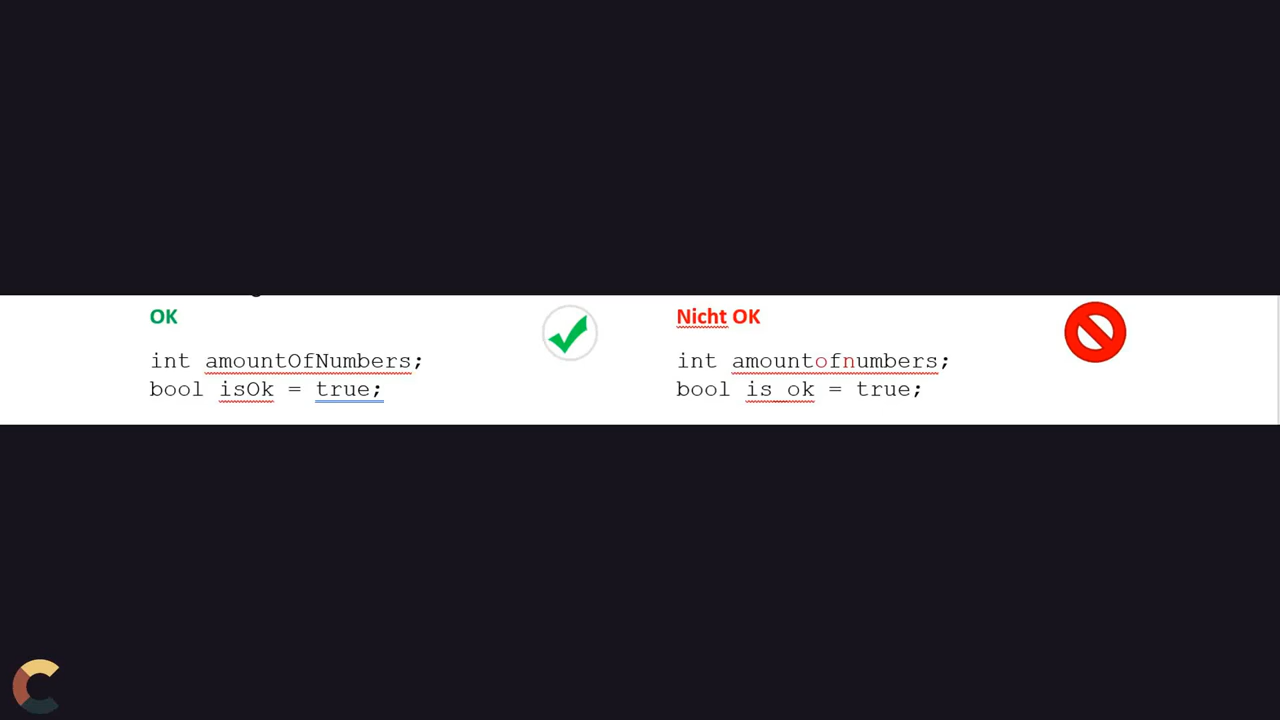 OK
int amountOfNumbers;
bool isOk = true;
Nicht OK
int amountofnumbers;
bool is ok = true;